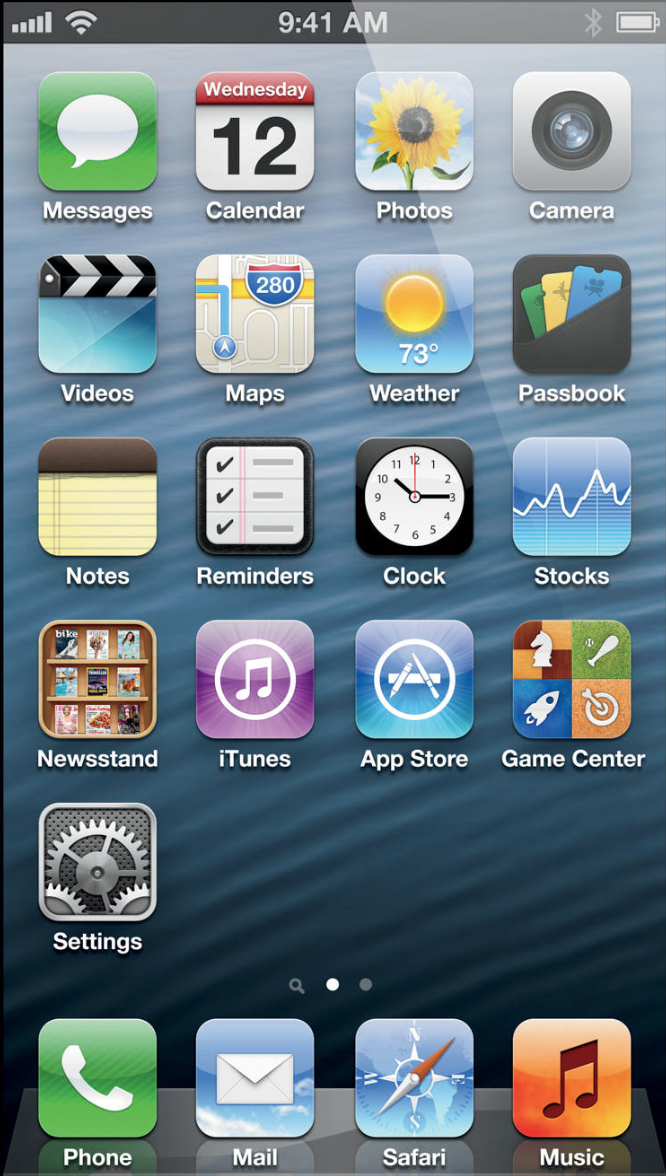 9:41 AM
Wednesday
12
Messages
Calendar
Photos
Camera
280
73°
Videos
Maps
Weather
Passbook
11 12 1
10 2
9 3
8 4
7 6 5
Notes
Reminders
Clock
Stocks
bike
Newsstand
iTunes
App Store
Game Center
Settings
N
W E
S
Phone
Mail
Safari
Music